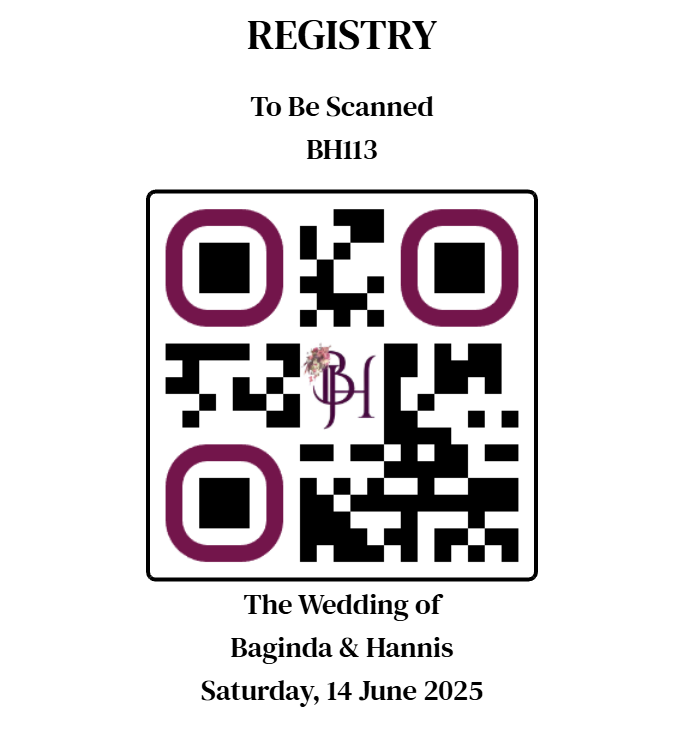 REGISTRY
To Be Scanned
BH113
BH
The Wedding of
Baginda & Hannis
Saturday, 14 June 2025